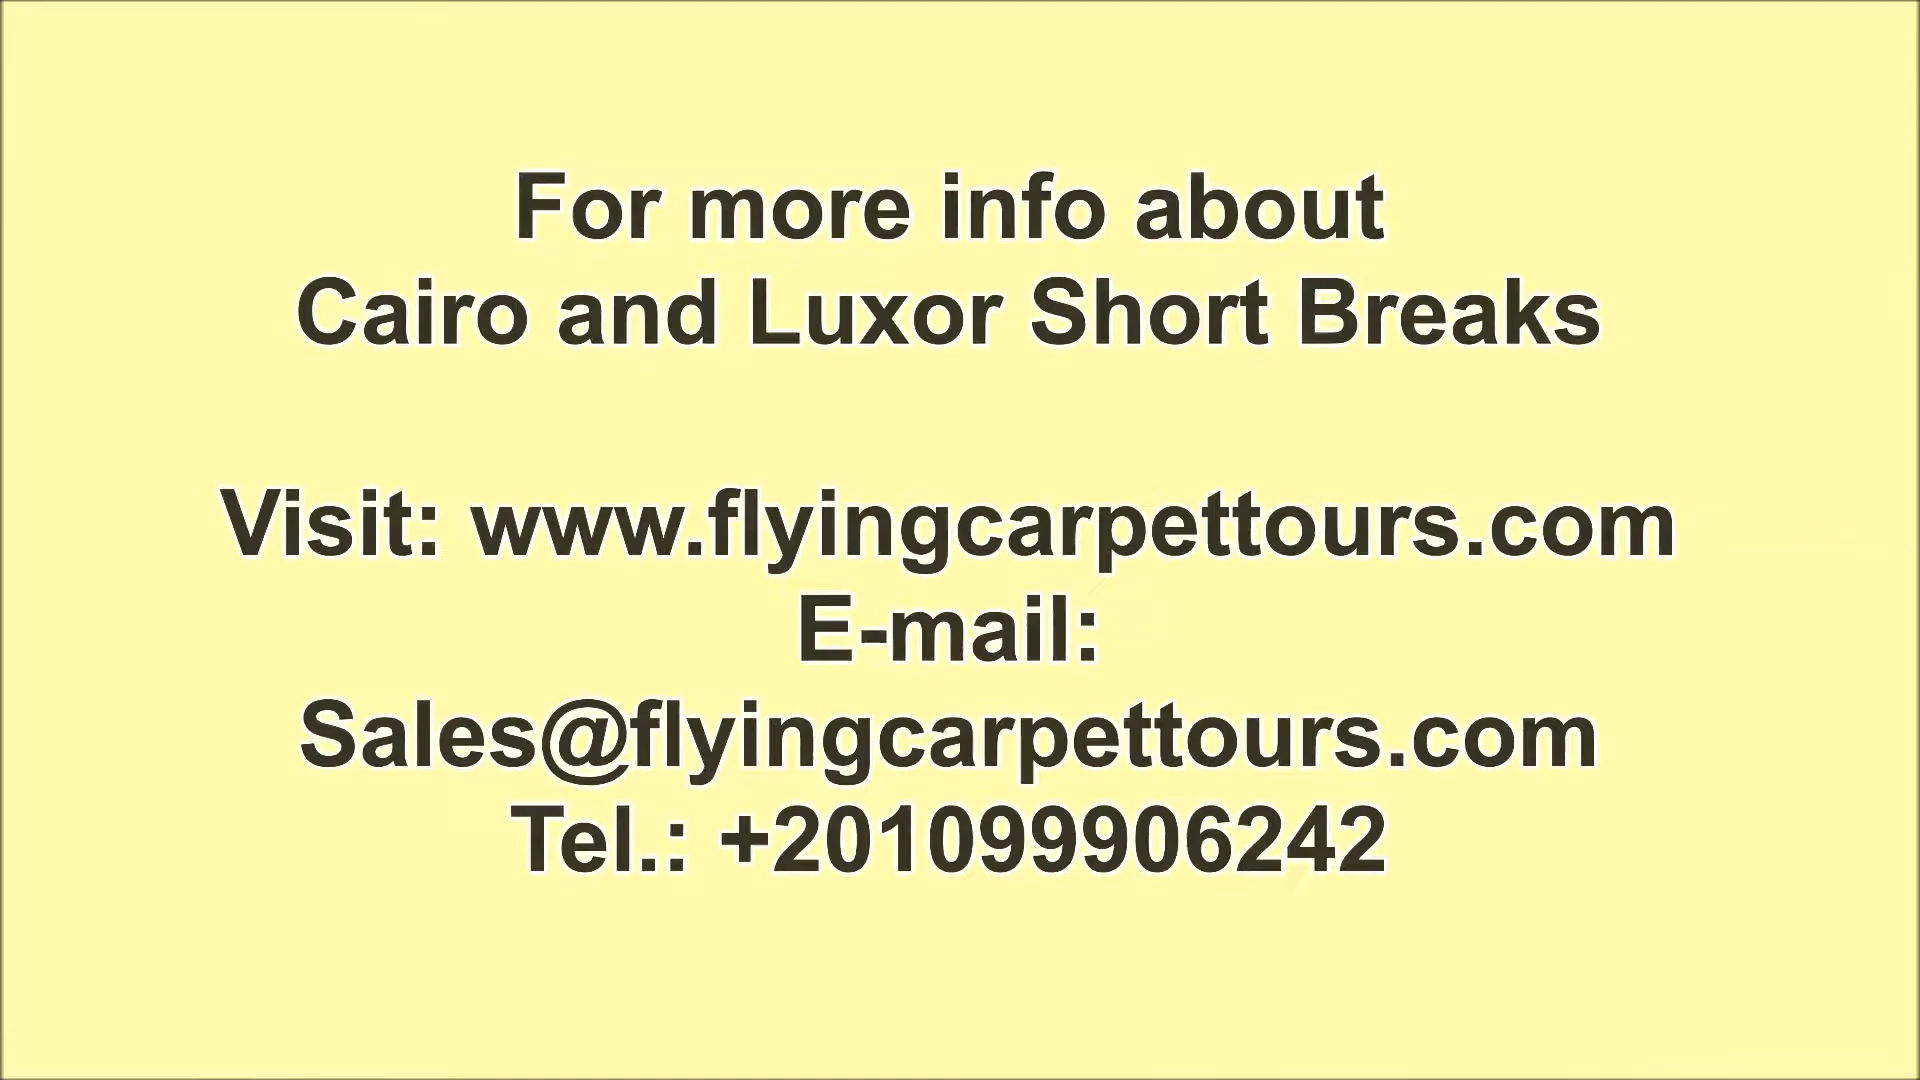 For more info about
Cairo and Luxor Short Breaks
Visit: www.flyingcarpettours.com
E-mail:
Sales@flyingcarpettours.com
Tel.: +201099906242